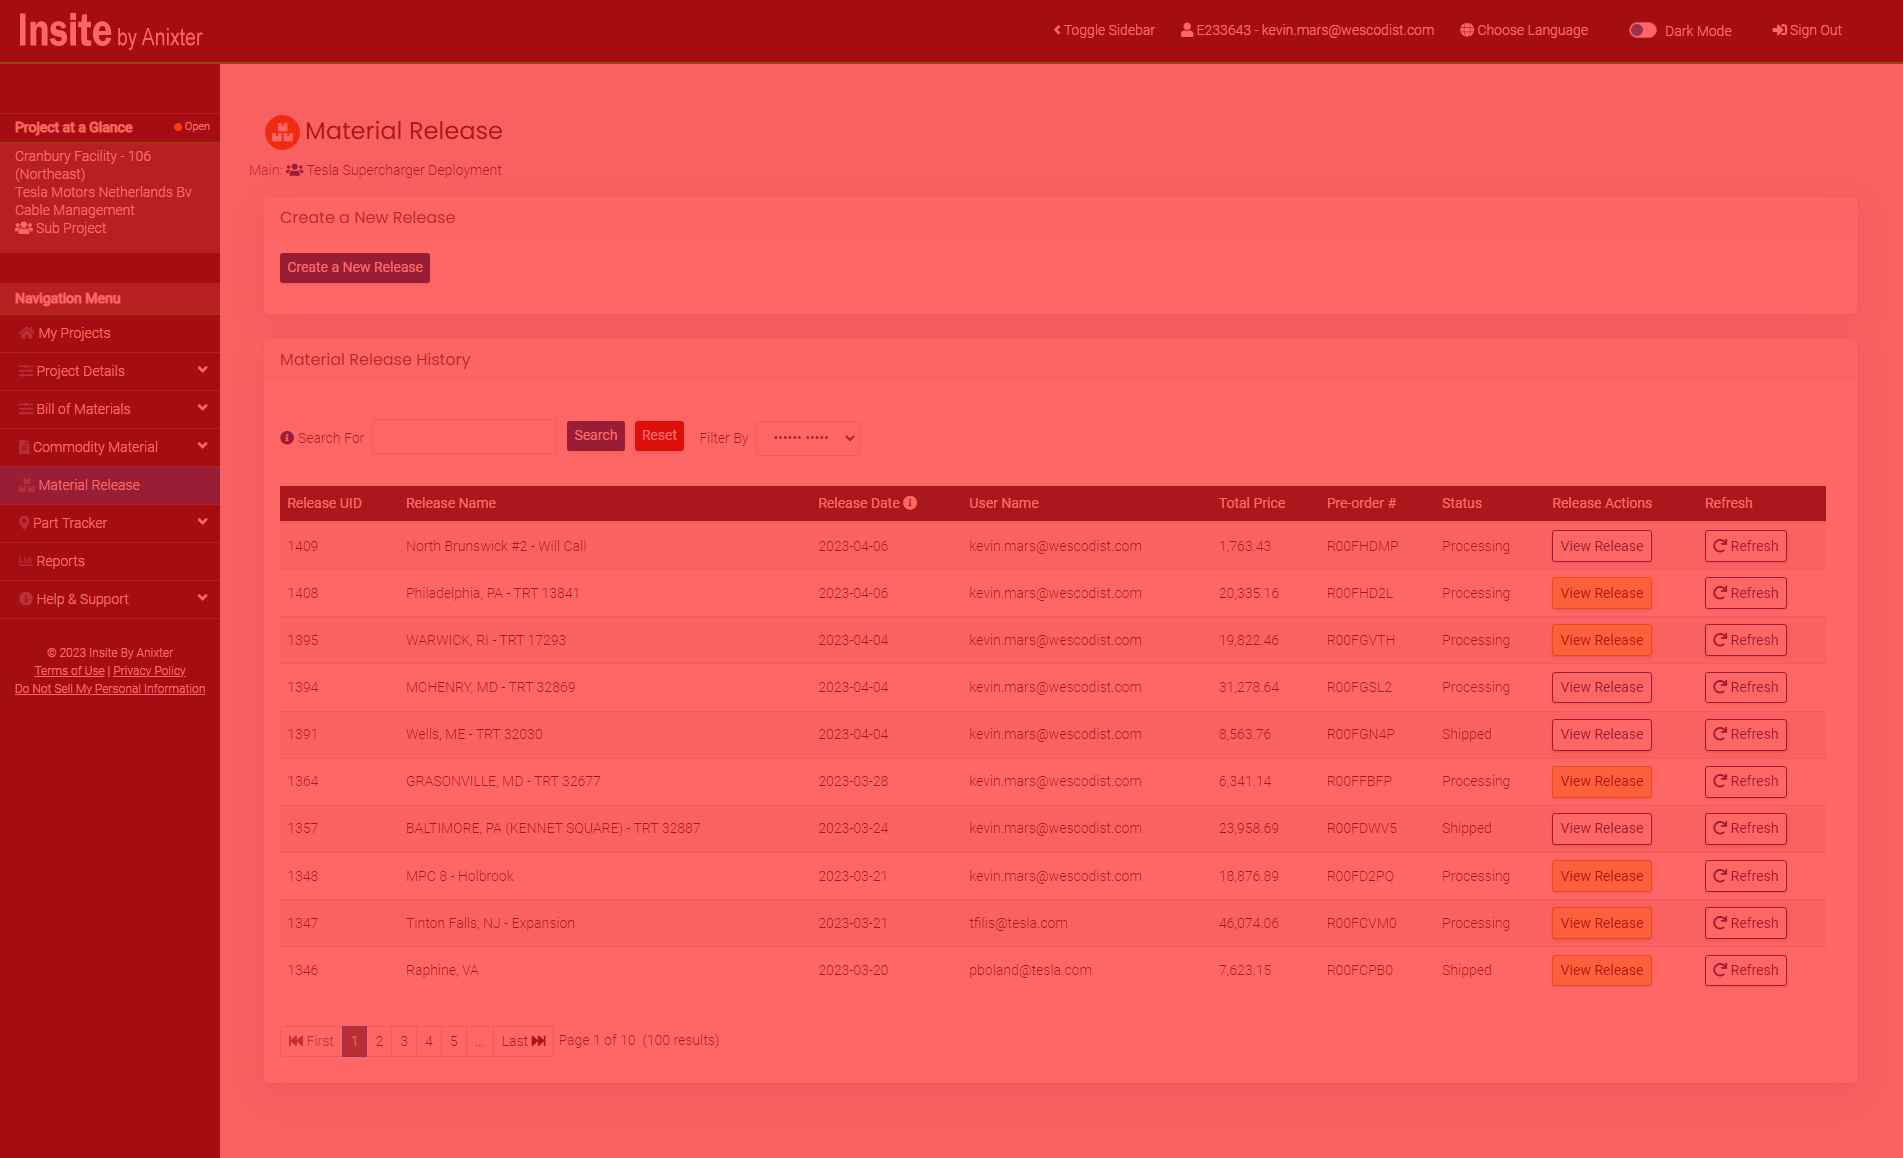 Insite by Anixter
Toggle Sidebar E233643 - kevin.mars@wescodist.com Choose Language Dark Mode Sign Out
Project at a Glance Open
Cranbury Facility - 106
(Northeast)
Tesla Motors Netherlands Bv
Cable Management
Sub Project
Navigation Menu
My Projects
Project Details
Bill of Materials
Commodity Material
Material Release
Part Tracker
Reports
Help & Support
© 2023 Insite By Anixter
Terms of Use | Privacy Policy
Do Not Sell My Personal Information
Material Release
Main: Tesla Supercharger Deployment
Create a New Release
Create a New Release
Material Release History
Search For Search Reset Filter By
Release UID Release Name Release Date User Name Total Price Pre-order # Status Release Actions Refresh
1409 North Brunswick #2 - Will Call 2023-04-06 kevin.mars@wescodist.com 1,763.43 R00FHDMP Processing View Release Refresh
1408 Philadelphia, PA - TRT 13841 2023-04-06 kevin.mars@wescodist.com 20,335.16 R00FHD2L Processing View Release Refresh
1395 WARWICK, RI - TRT 17293 2023-04-04 kevin.mars@wescodist.com 19,822.46 R00FGVTH Processing View Release Refresh
1394 MCHENRY, MD - TRT 32869 2023-04-04 kevin.mars@wescodist.com 31,278.64 R00FGSL2 Processing View Release Refresh
1391 Wells, ME - TRT 32030 2023-04-04 kevin.mars@wescodist.com 8,563.76 R00FGN4P Shipped View Release Refresh
1364 GRASONVILLE, MD - TRT 32677 2023-03-28 kevin.mars@wescodist.com 6,341.14 R00FFBFP Processing View Release Refresh
1357 BALTIMORE, PA (KENNET SQUARE) - TRT 32887 2023-03-24 kevin.mars@wescodist.com 23,958.69 R00FDWV5 Shipped View Release Refresh
1348 MPC 8 - Holbrook 2023-03-21 kevin.mars@wescodist.com 18,876.89 R00FD2PQ Processing View Release Refresh
1347 Tinton Falls, NJ - Expansion 2023-03-21 tfilis@tesla.com 46,074.06 R00FCVM0 Processing View Release Refresh
1346 Raphine, VA 2023-03-20 pboland@tesla.com 7,623.15 R00FCPB0 Shipped View Release Refresh
First 1 2 3 4 5 ... Last Page 1 of 10 (100 results)